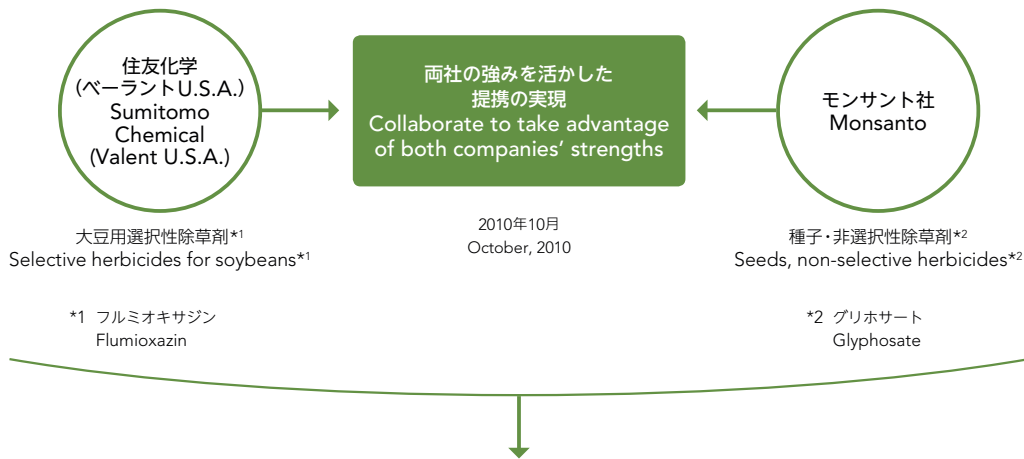 住友化学
(ベーラントU.S.A.)
Sumitomo
Chemical
(Valent U.S.A.)
両社の強みを活かした
提携の実現
Collaborate to take advantage
of both companies' strengths
モンサント社
Monsanto
大豆用選択性除草剤*1
Selective herbicides for soybeans*1
2010年10月
October, 2010
種子・非選択性除草剤*2
Seeds, non-selective herbicides*2
*1 フルミオキサジン
Flumioxazin
*2 グリホサート
Glyphosate